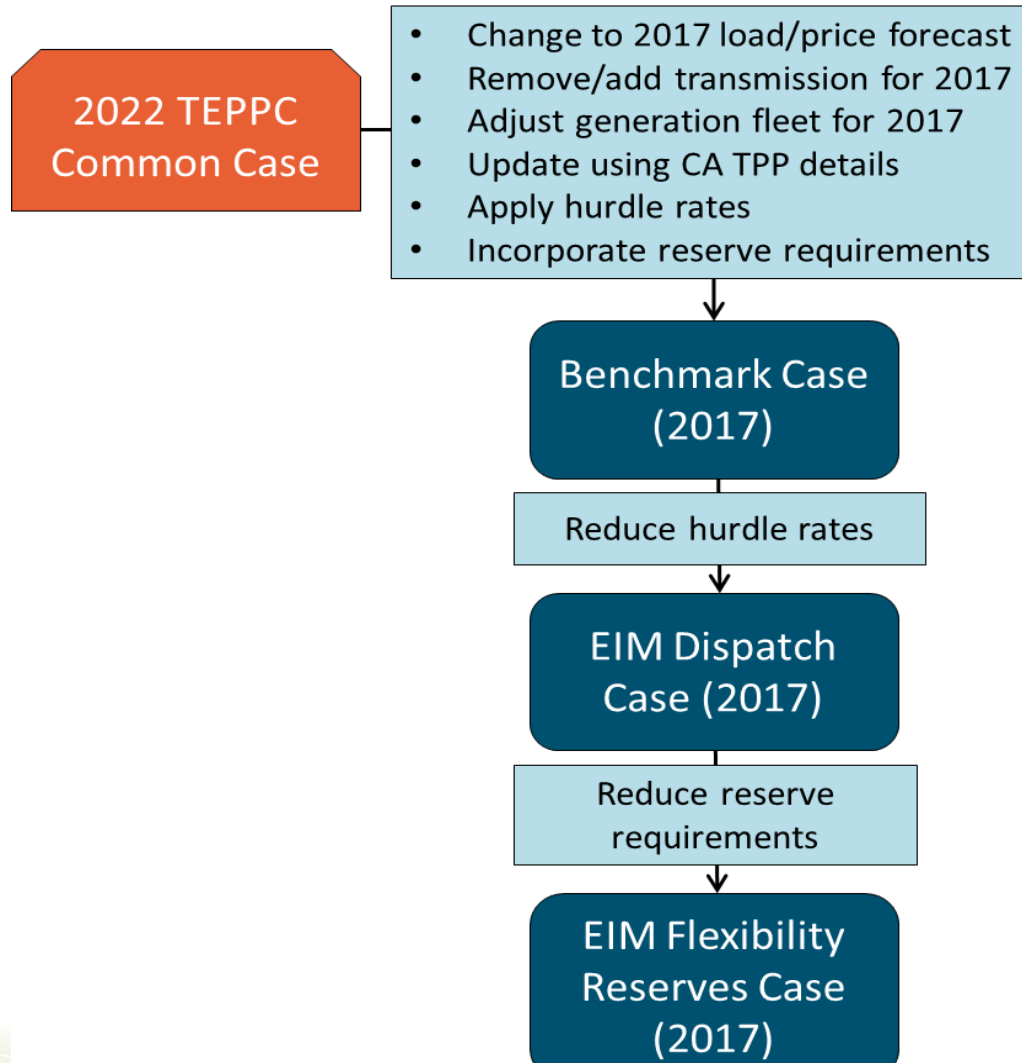 2022 TEPPC
Common Case
• Change to 2017 load/price forecast
• Remove/add transmission for 2017
• Adjust generation fleet for 2017
• Update using CA TPP details
• Apply hurdle rates
• Incorporate reserve requirements
Benchmark Case
(2017)
Reduce hurdle rates
EIM Dispatch
Case (2017)
Reduce reserve
requirements
EIM Flexibility
Reserves Case
(2017)